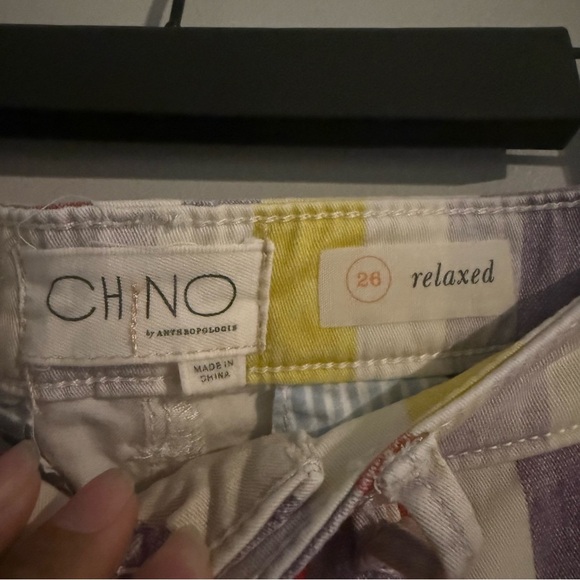 CHINO
by ANTHROPOLOGIE
MADE IN
CHINA
26 relaxed